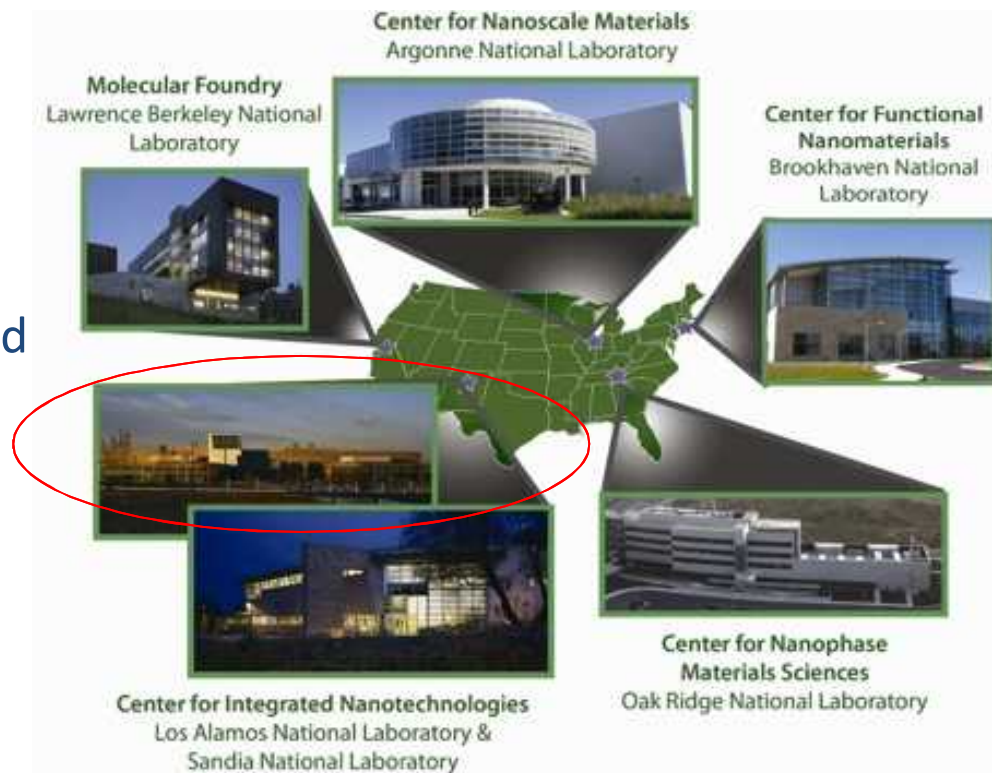 Center for Nanoscale Materials
Argonne National Laboratory
Molecular Foundry
Lawrence Berkeley National
Laboratory
Center for Functional
Nanomaterials
Brookhaven National
Laboratory
d
Center for Integrated Nanotechnologies
Los Alamos National Laboratory &
Sandia National Laboratory
Center for Nanophase
Materials Sciences
Oak Ridge National Laboratory